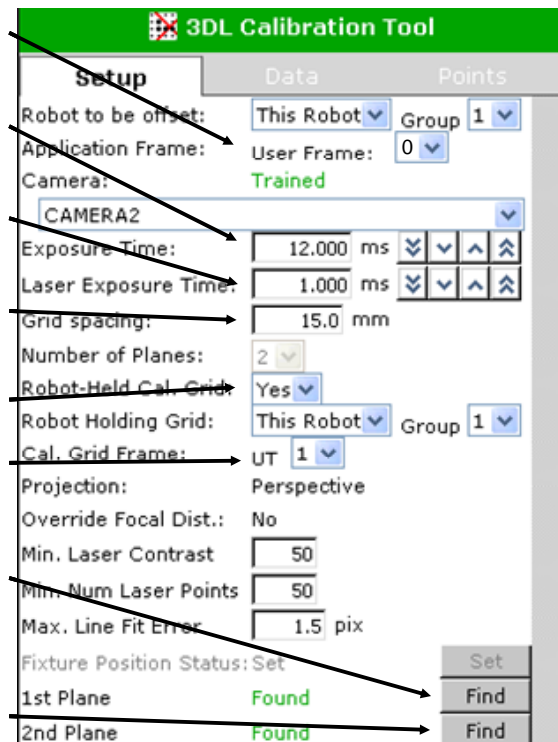 3DL Calibration Tool
Setup Data Points
Robot to be offset: This Robot Group 1
Application Frame: User Frame: 0
Camera: Trained
CAMERA2
Exposure Time: 12.000 ms
Laser Exposure Time: 1.000 ms
Grid spacing: 15.0 mm
Number of Planes: 2
Robot-Held Cal. Grid: Yes
Robot Holding Grid: This Robot Group 1
Cal. Grid Frame: UT 1
Projection: Perspective
Override Focal Dist.: No
Min. Laser Contrast 50
Min. Num Laser Points 50
Max. Line Fit Error 1.5 pix
Fixture Position Status: Set Set
1st Plane Found Find
2nd Plane Found Find